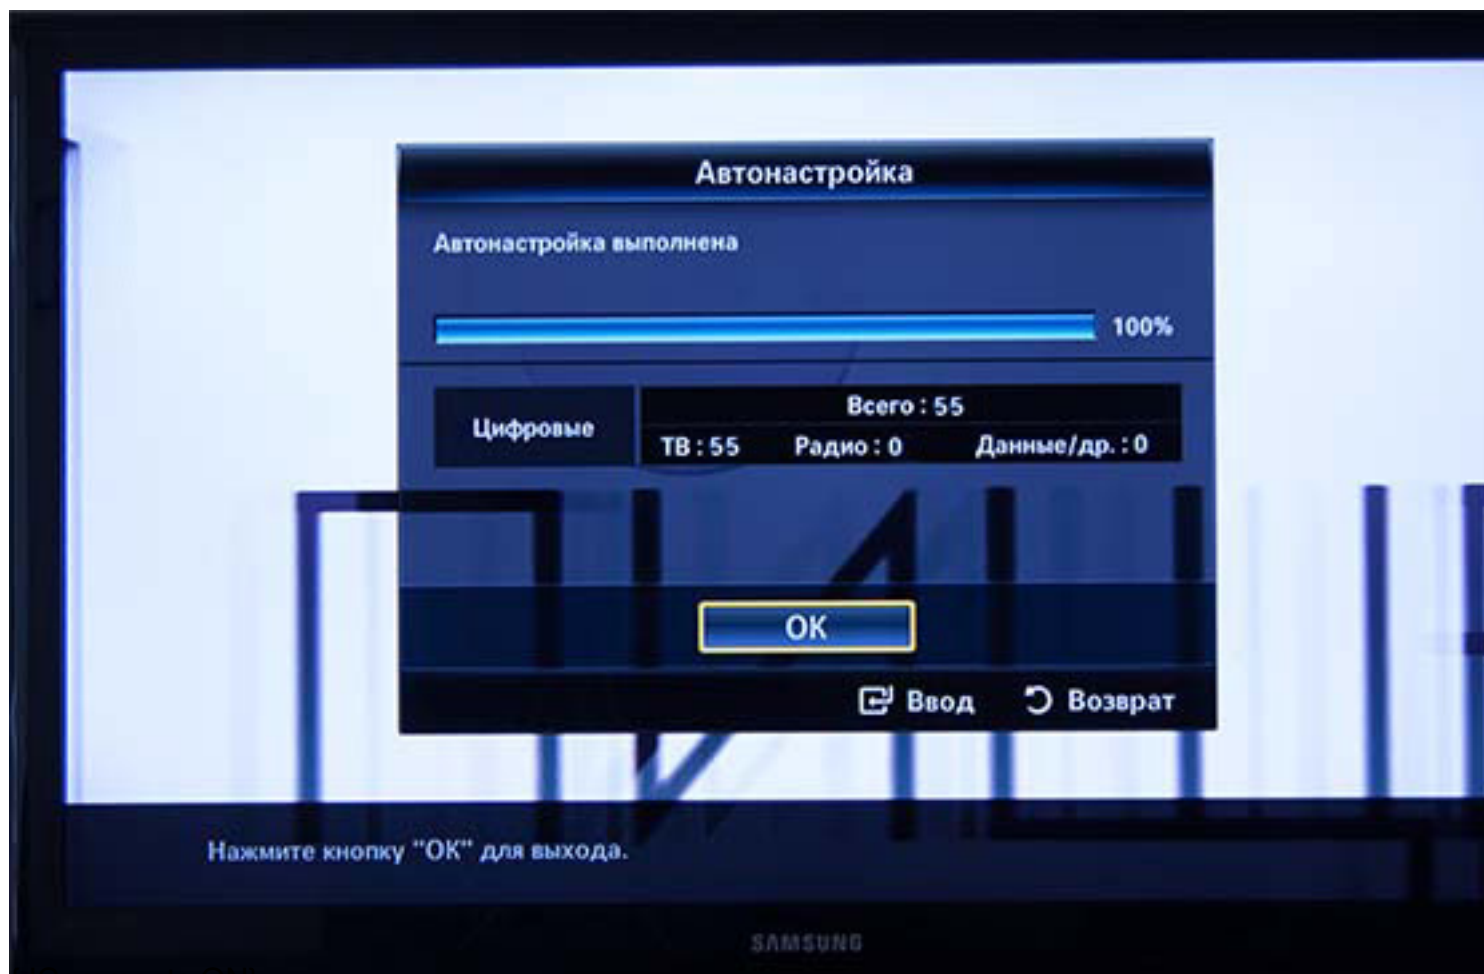 Автонастройка
Автонастройка выполнена
100%
Цифровые
Всего : 55
ТВ : 55 Радио : 0 Данные/др. : 0
OK
Ввод Возврат
Нажмите кнопку "OK" для выхода.
SAMSUNG